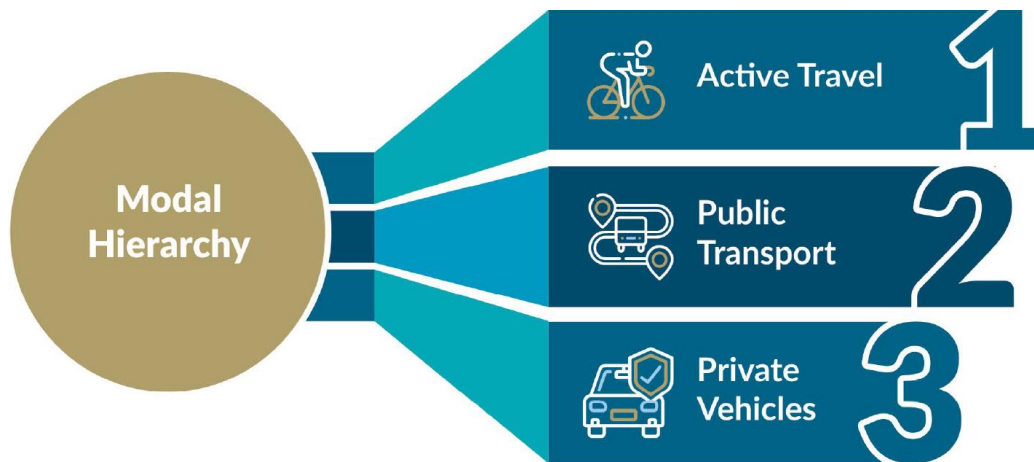 Modal
Hierarchy
Active Travel
1
Public
Transport
2
Private
Vehicles
3